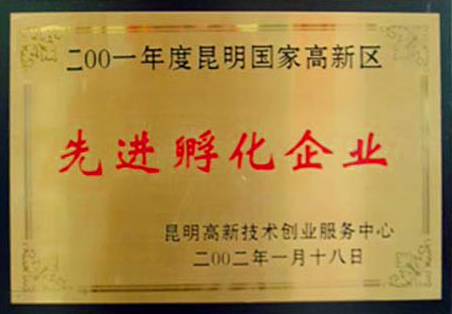 二00一年度昆明国家高新区
先进孵化企业
昆明高新技术创业服务中心
二00二年一月十八日